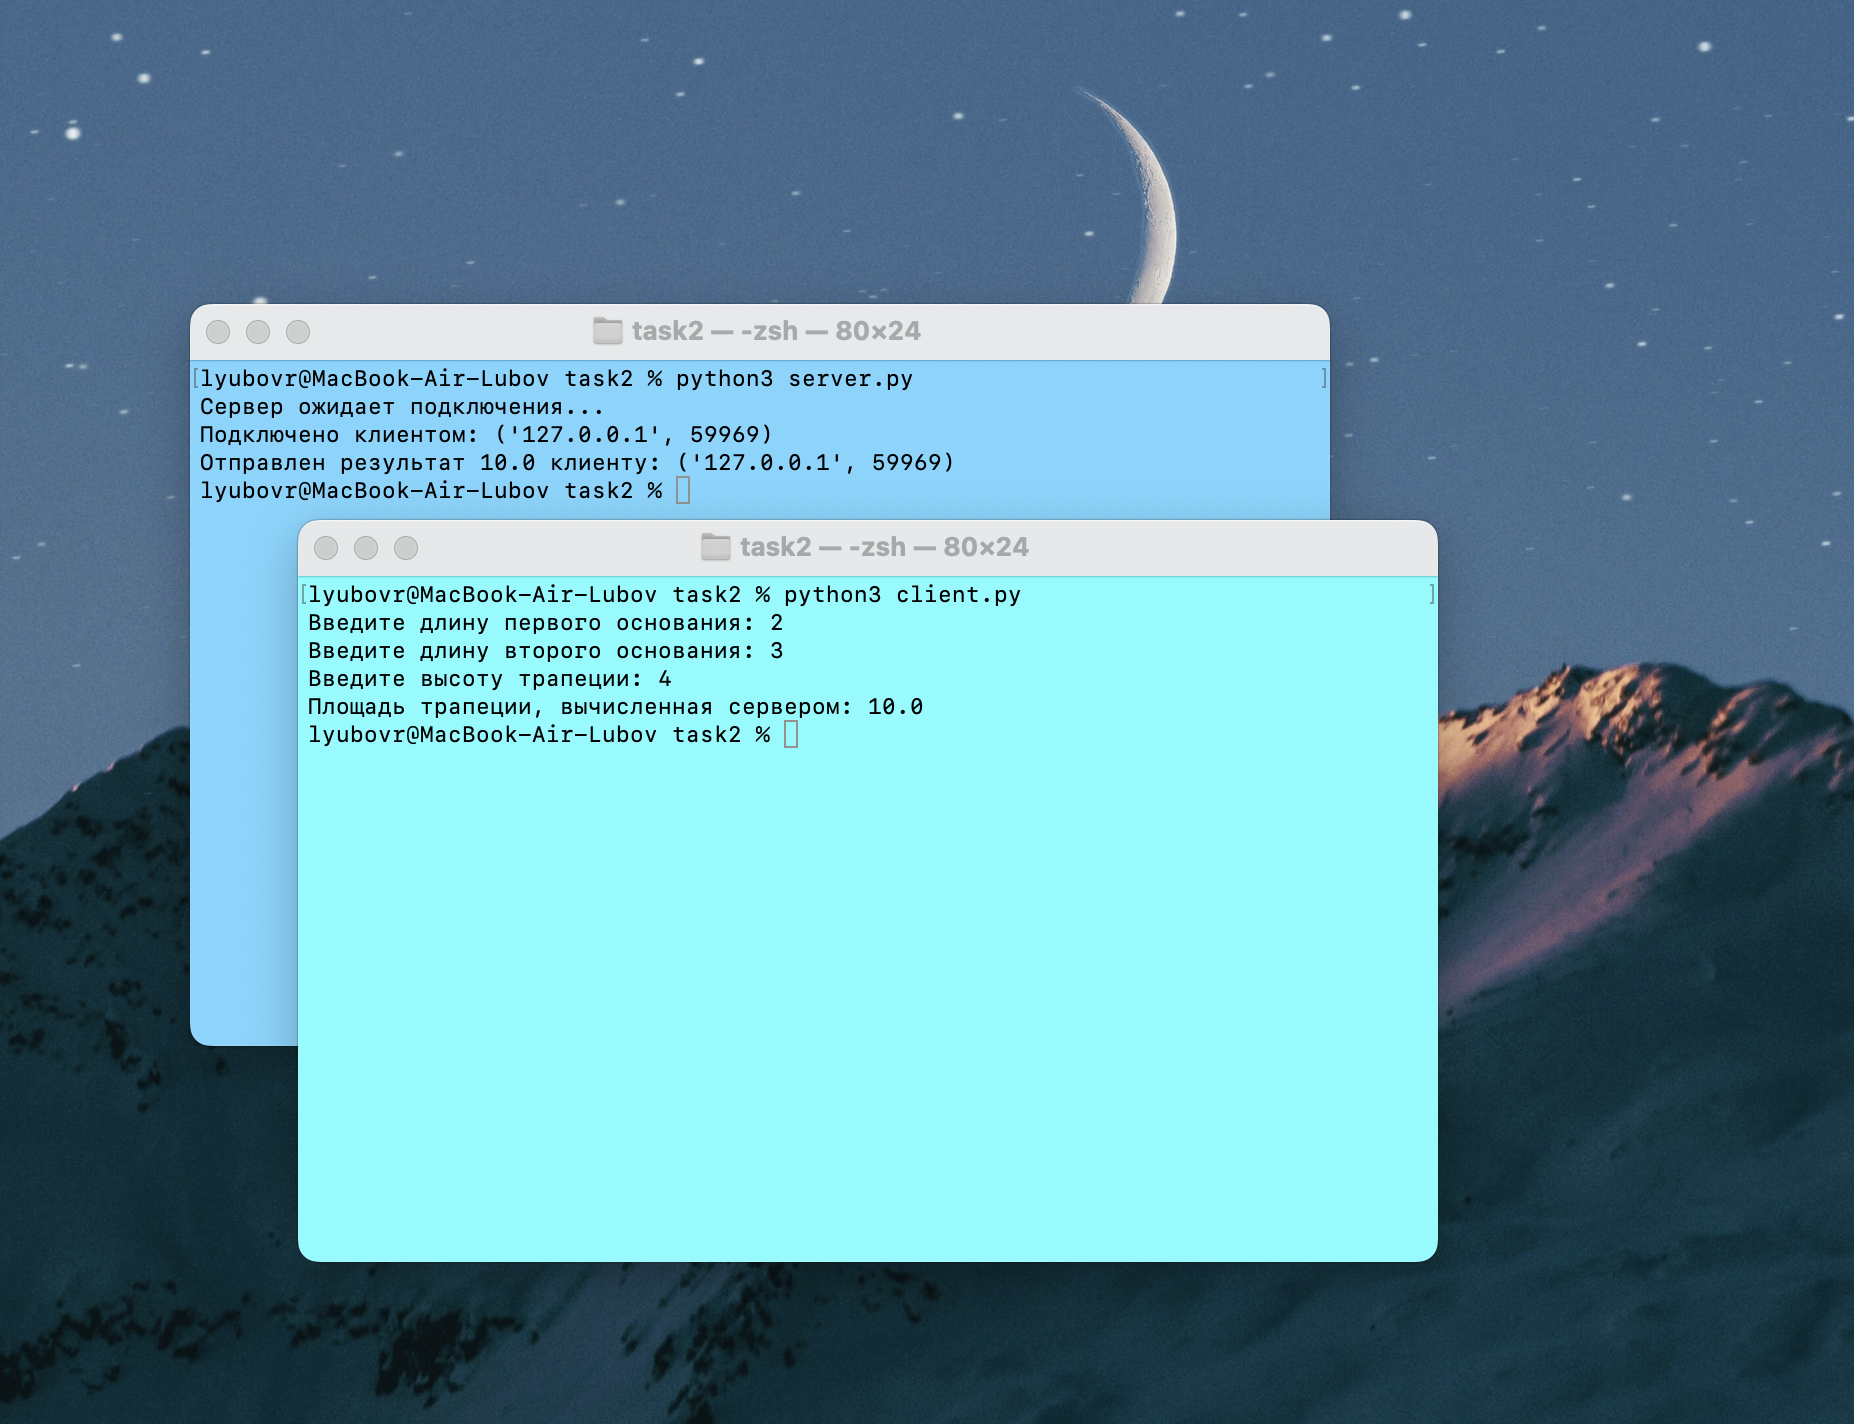 task2 — -zsh — 80×24
lyubovr@MacBook-Air-Lubov task2 % python3 server.py
Сервер ожидает подключения...
Подключено клиентом: ('127.0.0.1', 59969)
Отправлен результат 10.0 клиенту: ('127.0.0.1', 59969)
lyubovr@MacBook-Air-Lubov task2 %
task2 — -zsh — 80×24
lyubovr@MacBook-Air-Lubov task2 % python3 client.py
Введите длину первого основания: 2
Введите длину второго основания: 3
Введите высоту трапеции: 4
Площадь трапеции, вычисленная сервером: 10.0
lyubovr@MacBook-Air-Lubov task2 %